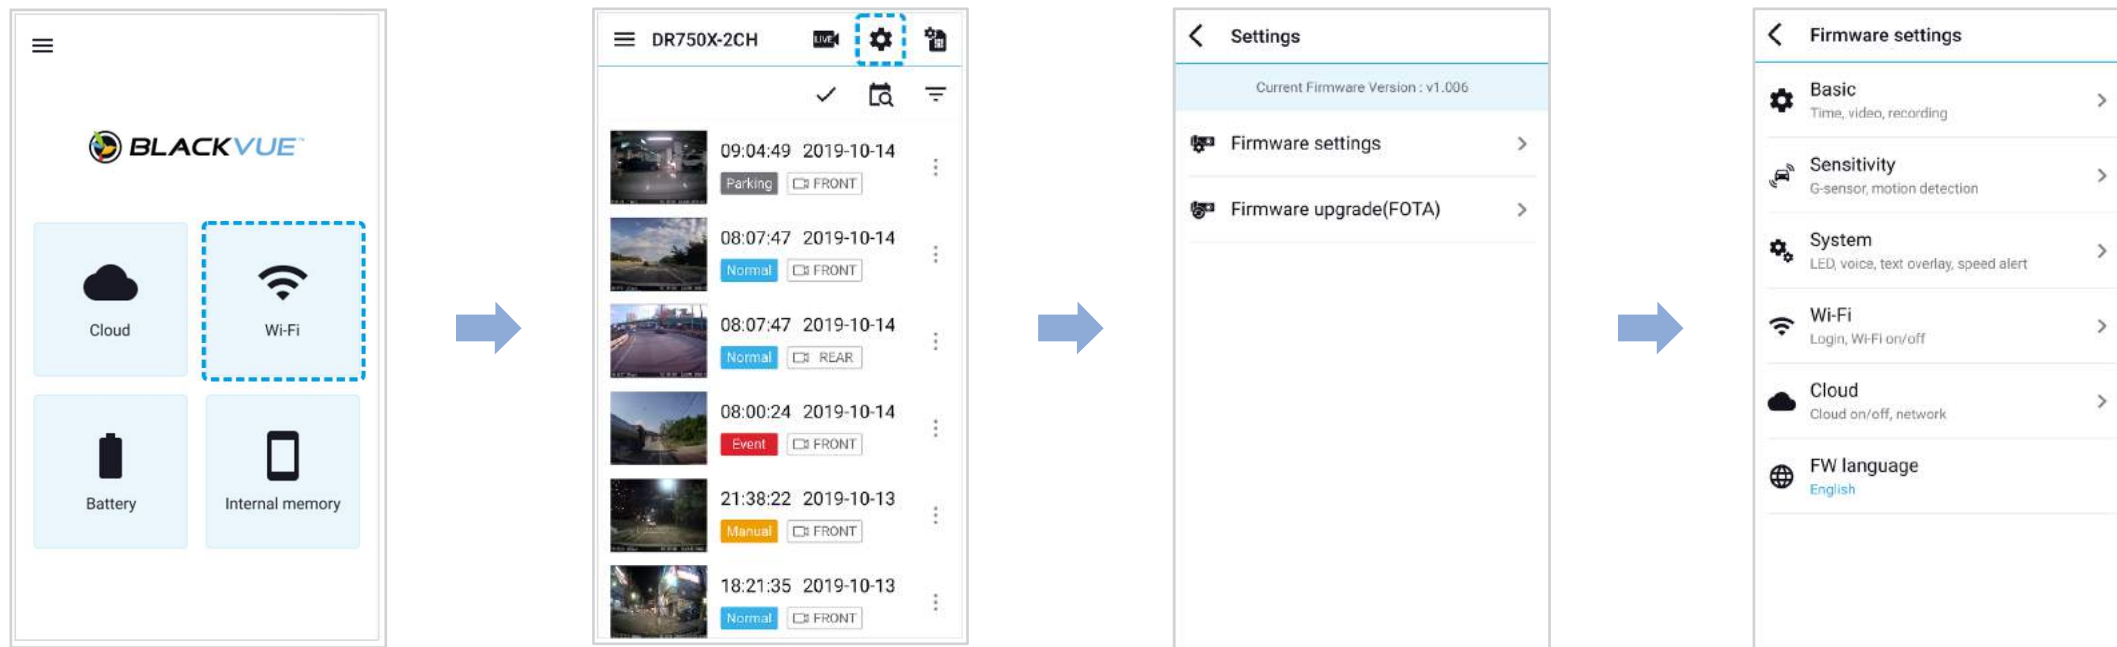 BLACKVUE™
Cloud
Wi-Fi
Battery
Internal memory
DR750X-2CH
LIVE
09:04:49 2019-10-14
Parking FRONT
08:07:47 2019-10-14
Normal FRONT
08:07:47 2019-10-14
Normal REAR
08:00:24 2019-10-14
Event FRONT
21:38:22 2019-10-13
Manual FRONT
18:21:35 2019-10-13
Normal FRONT
Settings
Current Firmware Version : v1.006
Firmware settings
Firmware upgrade(FOTA)
Firmware settings
Basic
Time, video, recording
Sensitivity
G-sensor, motion detection
System
LED, voice, text overlay, speed alert
Wi-Fi
Login, Wi-Fi on/off
Cloud
Cloud on/off, network
FW language
English